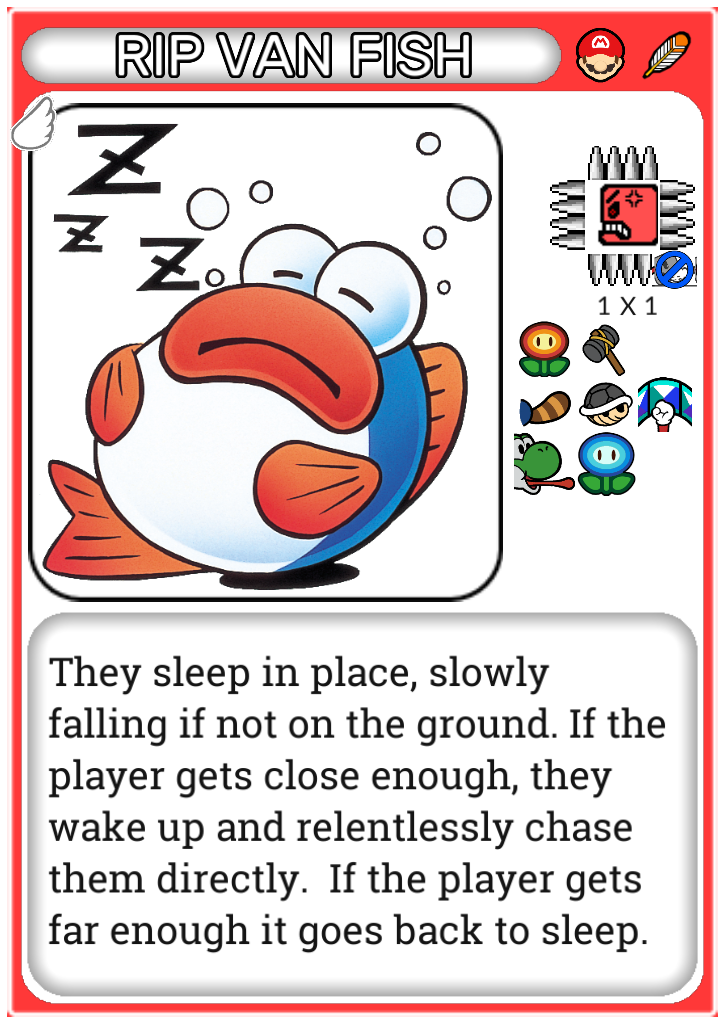 RIP VAN FISH
Z
Z
Z
M
1 X 1
They sleep in place, slowly
falling if not on the ground. If the
player gets close enough, they
wake up and relentlessly chase
them directly.  If the player gets
far enough it goes back to sleep.